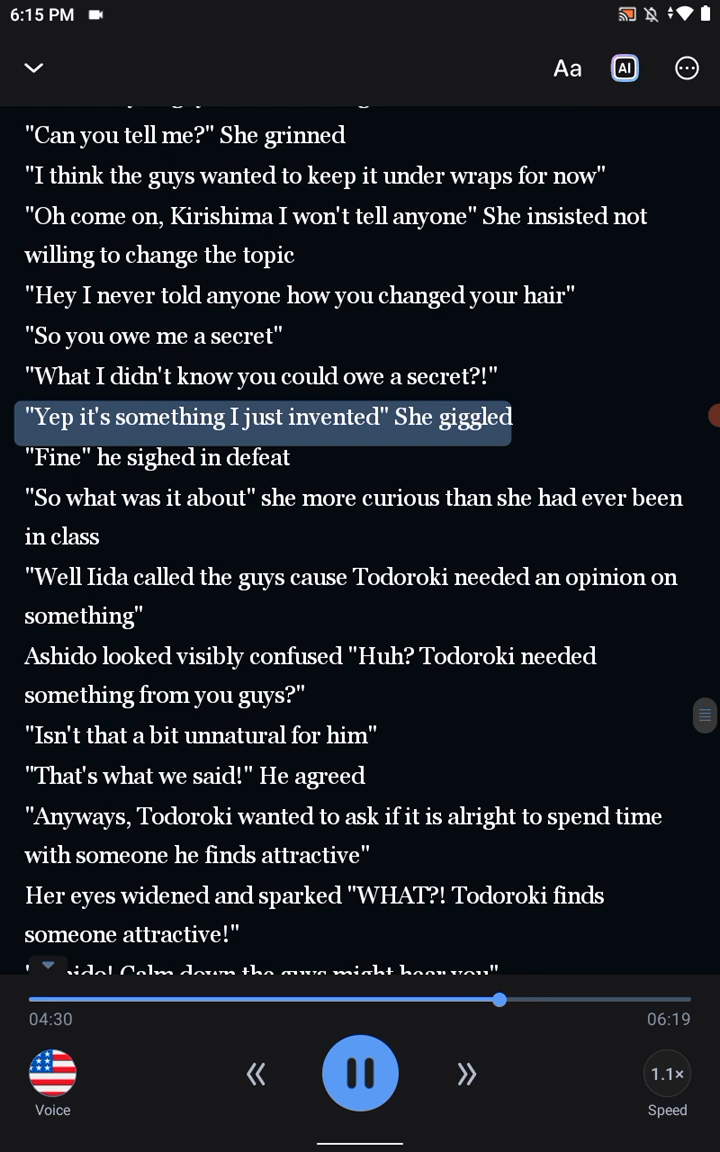 6:15 PM
Aa
AI
"Can you tell me?" She grinned
"I think the guys wanted to keep it under wraps for now"
"Oh come on, Kirishima I won't tell anyone" She insisted not
willing to change the topic
"Hey I never told anyone how you changed your hair"
"So you owe me a secret"
"What I didn't know you could owe a secret?!"
"Yep it's something I just invented" She giggled
"Fine" he sighed in defeat
"So what was it about" she more curious than she had ever been
in class
"Well Iida called the guys cause Todoroki needed an opinion on
something"
Ashido looked visibly confused "Huh? Todoroki needed
something from you guys?"
"Isn't that a bit unnatural for him"
"That's what we said!" He agreed
"Anyways, Todoroki wanted to ask if it is alright to spend time
with someone he finds attractive"
Her eyes widened and sparked "WHAT?! Todoroki finds
someone attractive!"
Calm down the guys might hear you"
04:30
06:19
1.1×
Voice
Speed